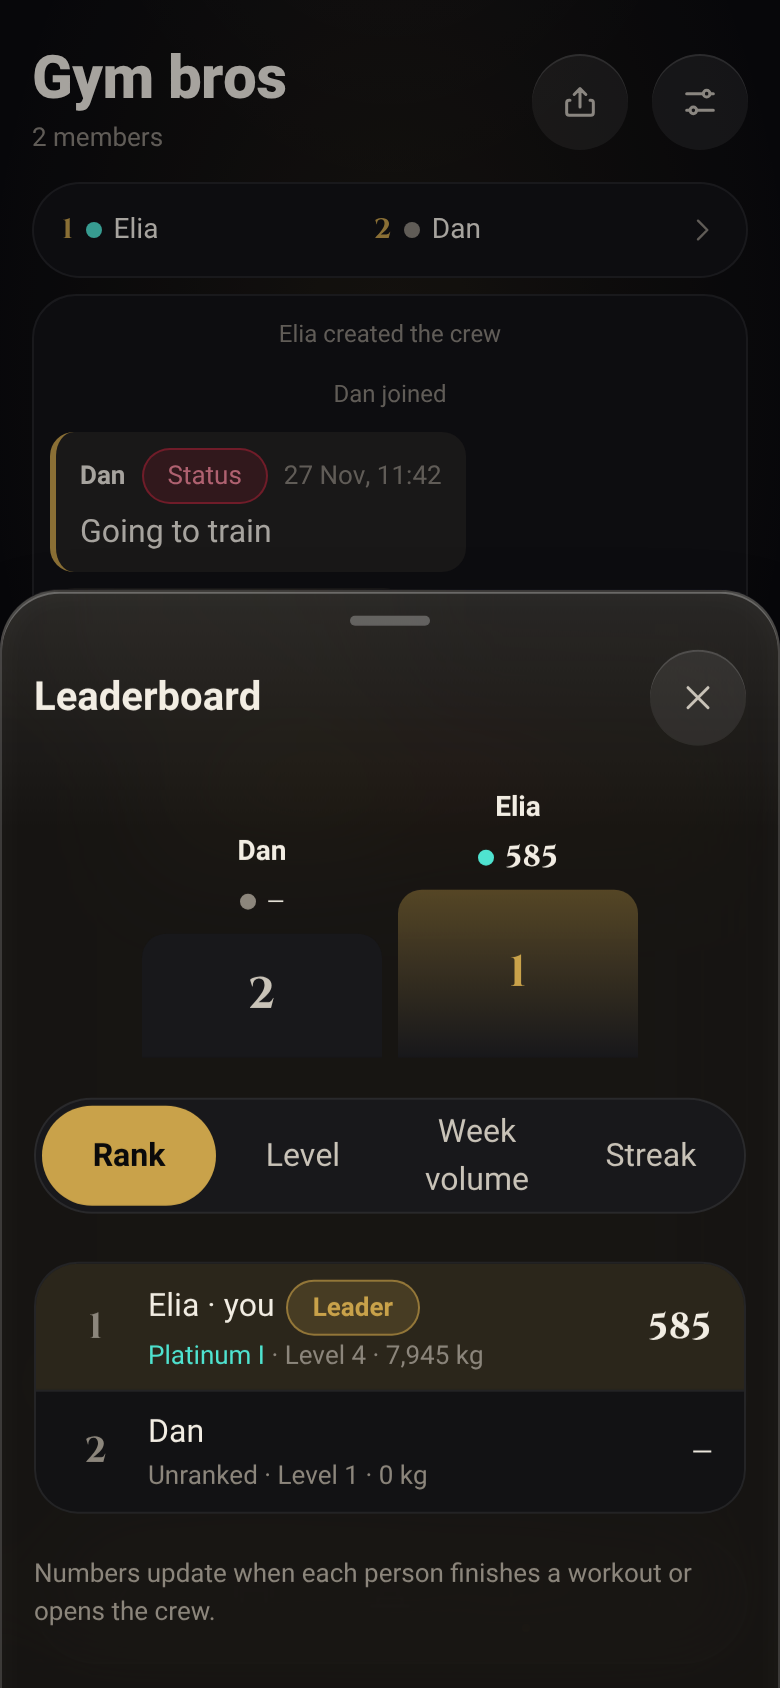 Gym bros
2 members
1 Elia 2 Dan
Elia created the crew
Dan joined
Dan Status 27 Nov, 11:42
Going to train
Leaderboard
Elia
585
Dan
–
1
2
Rank Level Week volume Streak
1 Elia · you Leader 585
Platinum I · Level 4 · 7,945 kg
2 Dan –
Unranked · Level 1 · 0 kg
Numbers update when each person finishes a workout or
opens the crew.